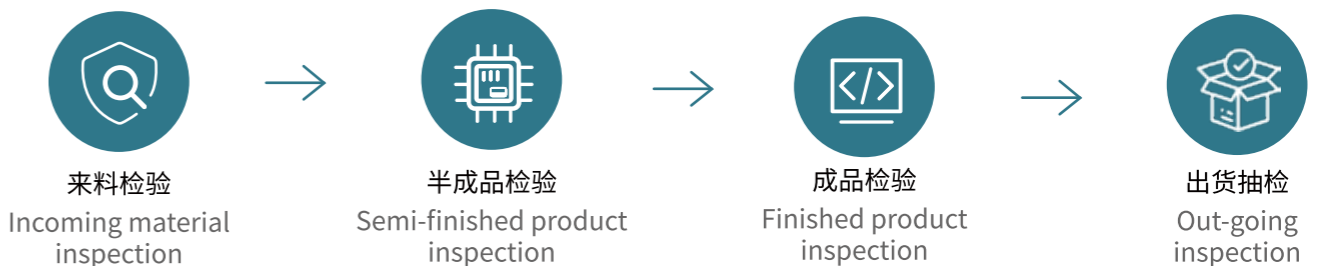 来料检验
Incoming material
inspection
半成品检验
Semi-finished product
inspection
成品检验
Finished product
inspection
出货抽检
Out-going
inspection